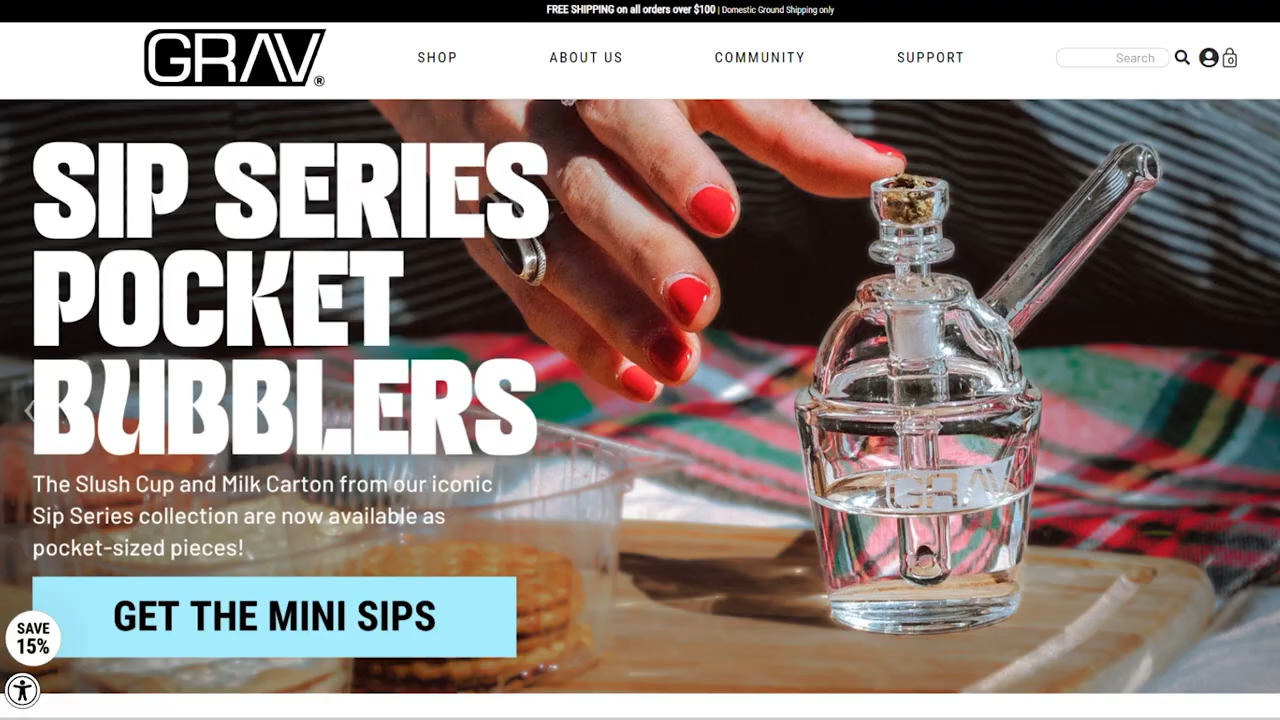 FREE SHIPPING on all orders over $100 | Domestic Ground Shipping only
GRAV®
SHOP
ABOUT US
COMMUNITY
SUPPORT
Search
0
SIP SERIES
POCKET
BUBBLERS
GRAV
The Slush Cup and Milk Carton from our iconic
Sip Series collection are now available as
pocket-sized pieces!
GET THE MINI SIPS
SAVE
15%